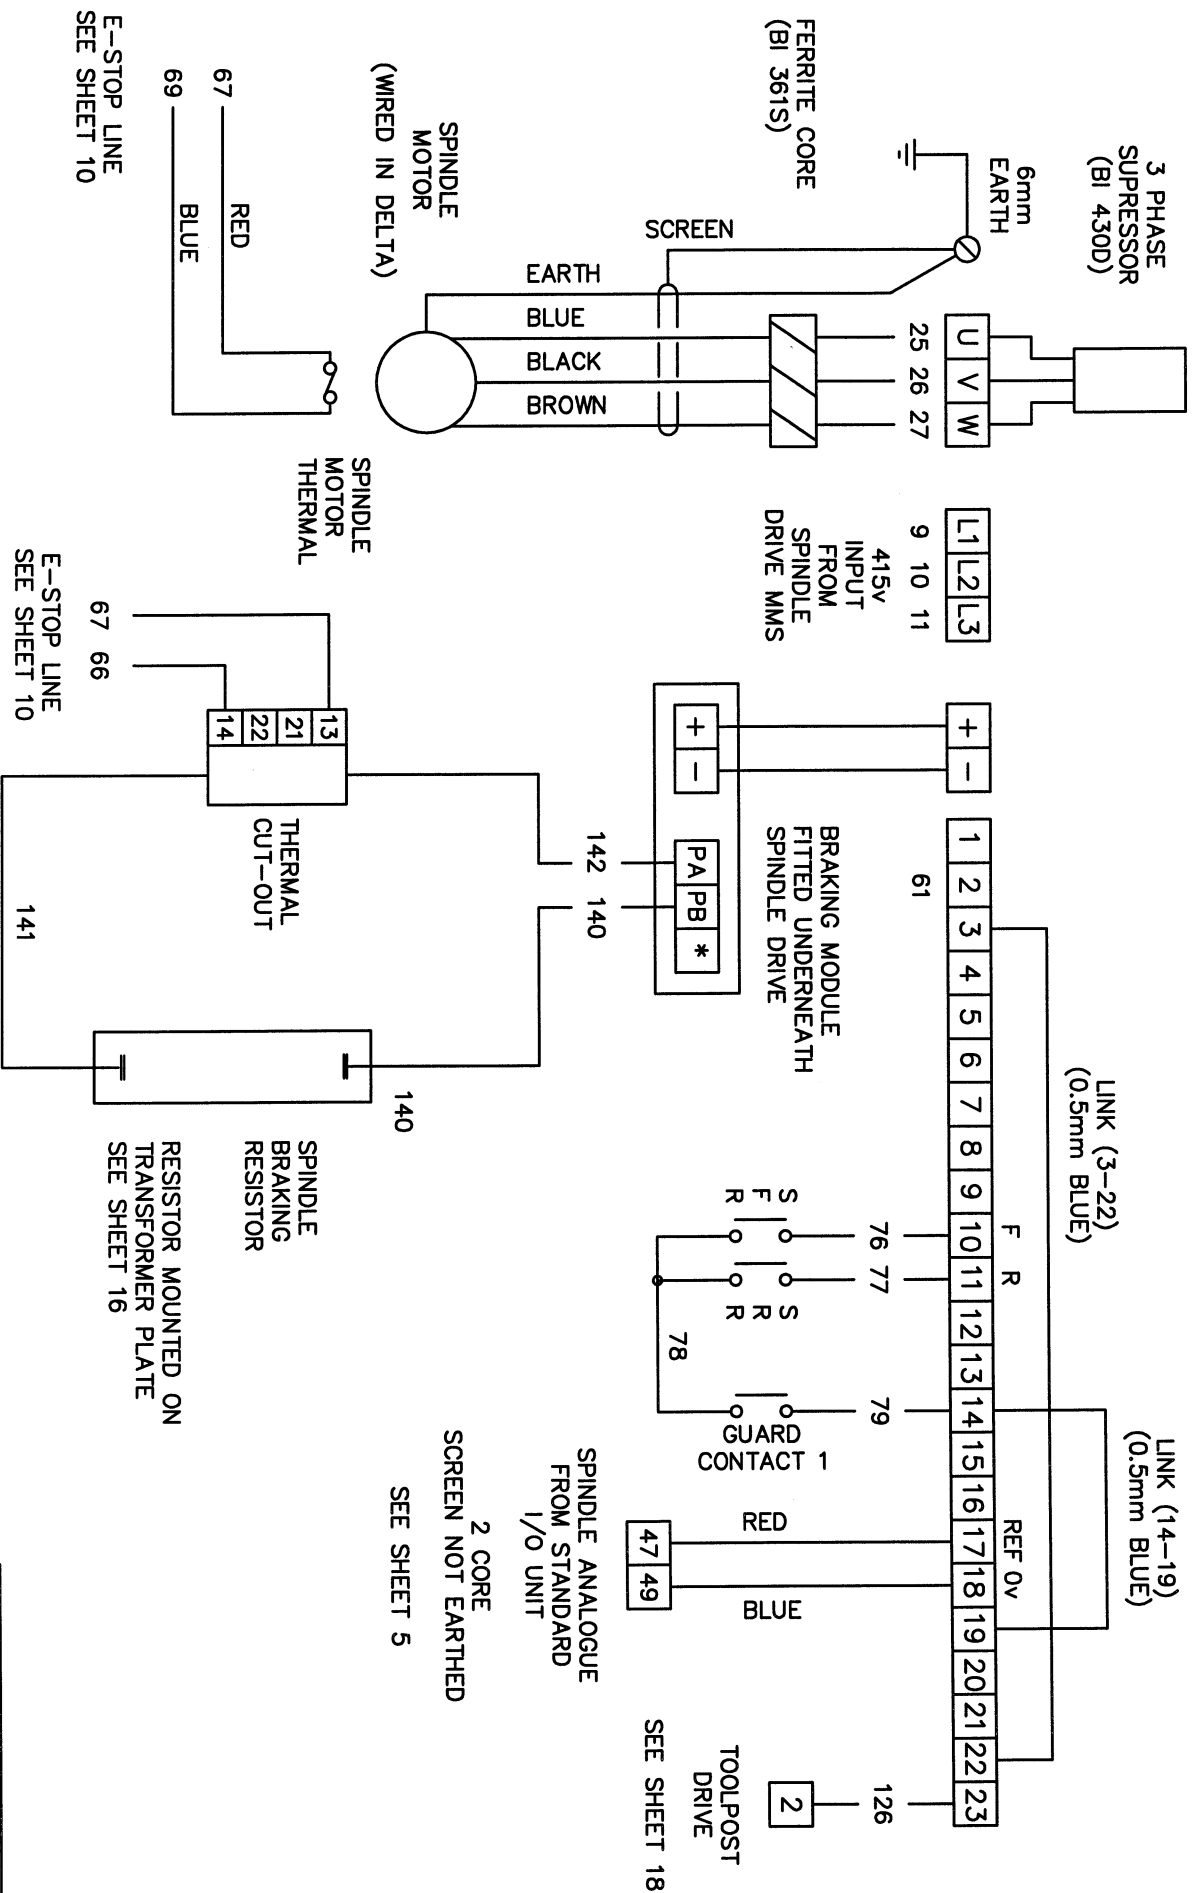 3 PHASE
SUPRESSOR
(BI 430D)
6mm
EARTH
FERRITE CORE
(BI 361S)
U V W
25 26 27
SCREEN
EARTH
BLUE
BLACK
BROWN
SPINDLE
MOTOR
(WIRED IN DELTA)
67
69
RED
BLUE
E-STOP LINE
SEE SHEET 10
SPINDLE
MOTOR
THERMAL
L1 L2 L3
9 10 11
415v
INPUT
FROM
SPINDLE
DRIVE MMS
+ -
+ -
PA PB *
BRAKING MODULE
FITTED UNDERNEATH
SPINDLE DRIVE
142 140
13
21
22
14
THERMAL
CUT-OUT
67 66
E-STOP LINE
SEE SHEET 10
141
140
SPINDLE
BRAKING
RESISTOR
RESISTOR MOUNTED ON
TRANSFORMER PLATE
SEE SHEET 16
LINK (3-22)
(0.5mm BLUE)
LINK (14-19)
(0.5mm BLUE)
F R
REF 0v
1 2 3 4 5 6 7 8 9 10 11 12 13 14 15 16 17 18 19 20 21 22 23
61
76 77
79
126
S
F
R
S
R
R
78
GUARD
CONTACT 1
RED
BLUE
47 49
SPINDLE ANALOGUE
FROM STANDARD
I/O UNIT
2 CORE
SCREEN NOT EARTHED
SEE SHEET 5
2
TOOLPOST
DRIVE
SEE SHEET 18